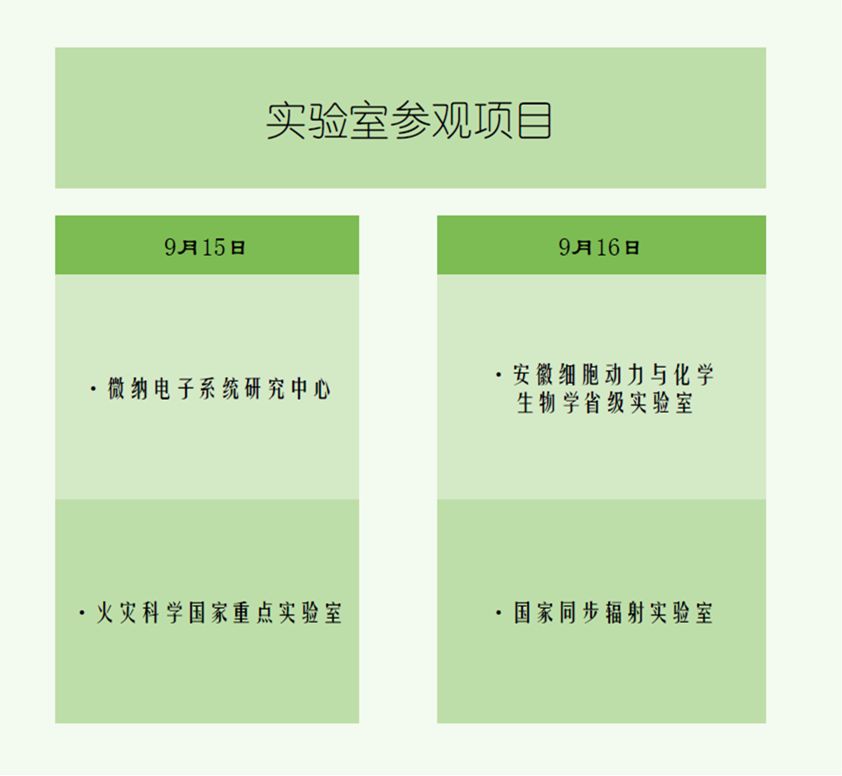 实验室参观项目
9月15日
·微纳电子系统研究中心
·火灾科学国家重点实验室
9月16日
·安徽细胞动力与化学
生物学省级实验室
·国家同步辐射实验室